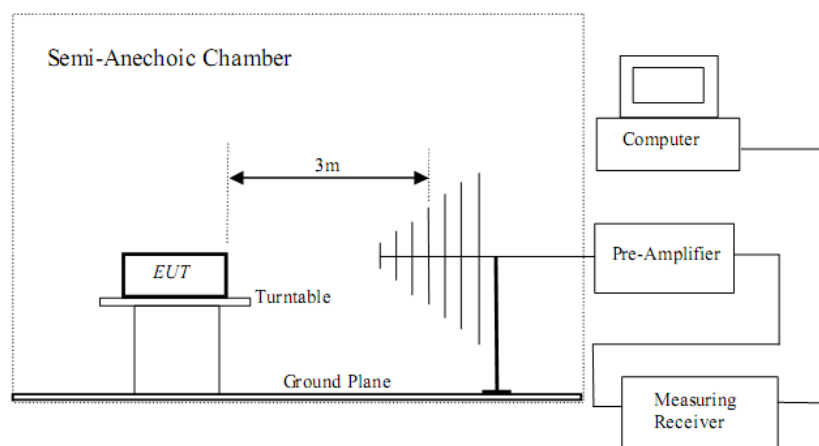 Semi-Anechoic Chamber
Computer
3m
Pre-Amplifier
EUT
Turntable
Ground Plane
Measuring
Receiver